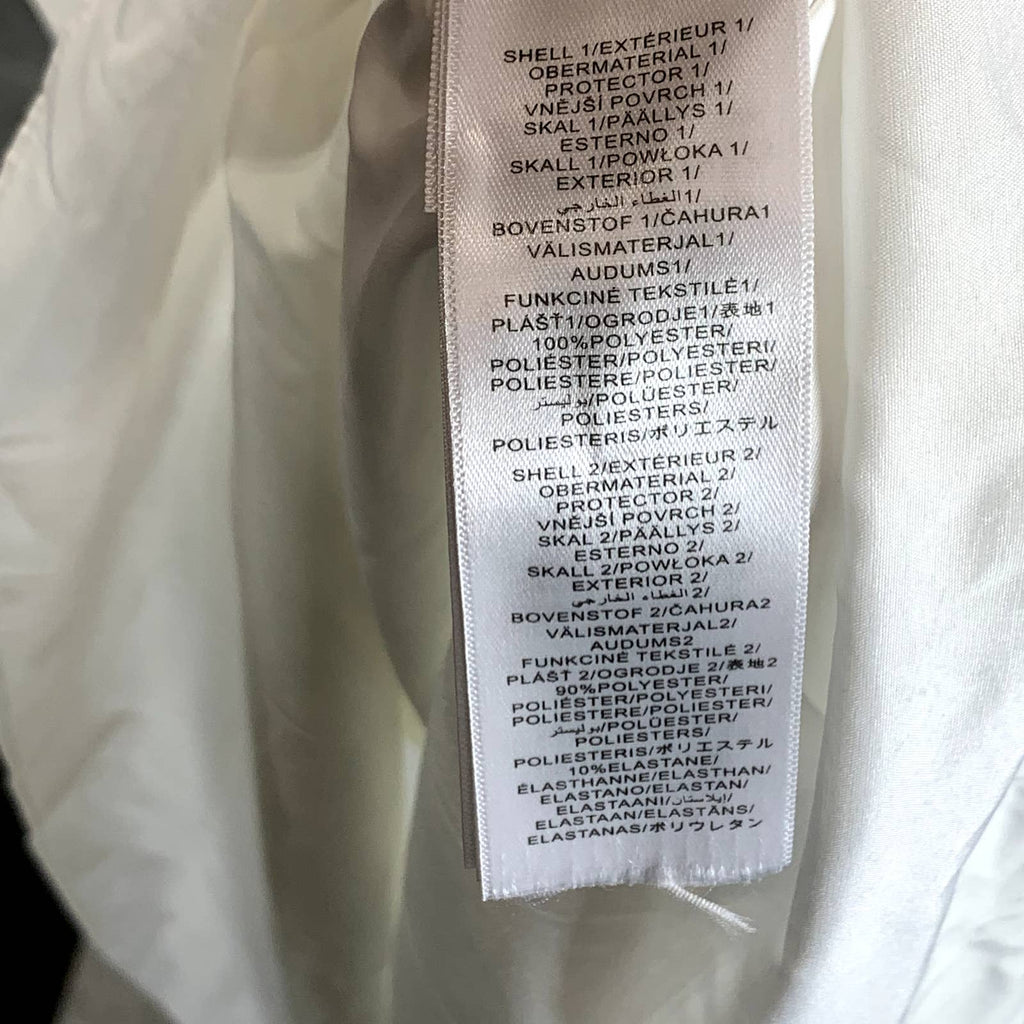 SHELL 1/EXTÉRIEUR 1/
OBERMATERIAL 1/
PROTECTOR 1/
VNĚJŠÍ POVRCH 1/
SKAL 1/PÄÄLLYS 1/
ESTERNO 1/
SKALL 1/POWŁOKA 1/
EXTERIOR 1/
الغطاء الخارجي1/
BOVENSTOF 1/ČAHURA1
VÄLISMATERJAL1/
AUDUMS1/
FUNKCINĖ TEKSTILĖ1/
PLÁŠŤ1/OGRODJE1/表地1
100%POLYESTER/
POLIÉSTER/POLYESTERI/
POLIESTERE/POLIESTER/
بوليستر/POLÜESTER/
POLIESTERS/
POLIESTERIS/ポリエステル
SHELL 2/EXTÉRIEUR 2/
OBERMATERIAL 2/
PROTECTOR 2/
VNĚJŠÍ POVRCH 2/
SKAL 2/PÄÄLLYS 2/
ESTERNO 2/
SKALL 2/POWŁOKA 2/
EXTERIOR 2/
الغطاء الخارجي2/
BOVENSTOF 2/ČAHURA2
VÄLISMATERJAL2/
AUDUMS2
FUNKCINĖ TEKSTILĖ 2/
PLÁŠŤ 2/OGRODJE 2/表地2
90%POLYESTER/
POLIÉSTER/POLYESTERI/
POLIESTERE/POLIESTER/
بوليستر/POLÜESTER/
POLIESTERS/
POLIESTERIS/ポリエステル
10%ELASTANE/
ÉLASTHANNE/ELASTHAN/
ELASTANO/ELASTAN/
ELASTAANI/إيلاستان/
ELASTAAN/ELASTĀNS/
ELASTANAS/ポリウレタン